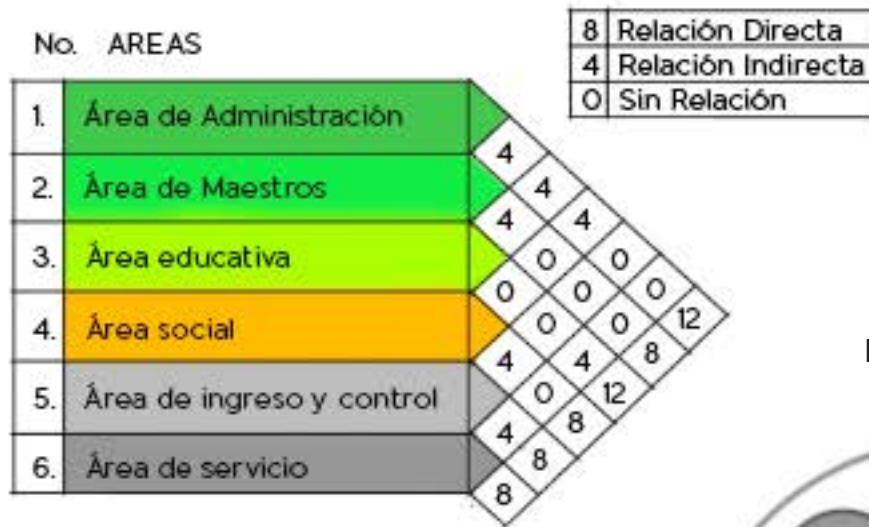 No. AREAS
8 Relación Directa
4 Relación Indirecta
0 Sin Relación
1. Área de Administración
2. Área de Maestros
3. Área educativa
4. Área social
5. Área de ingreso y control
6. Área de servicio
4
4
4 4
0 0
0 0 0
0 0 12
4 4 8
0 12
4 8
8
8